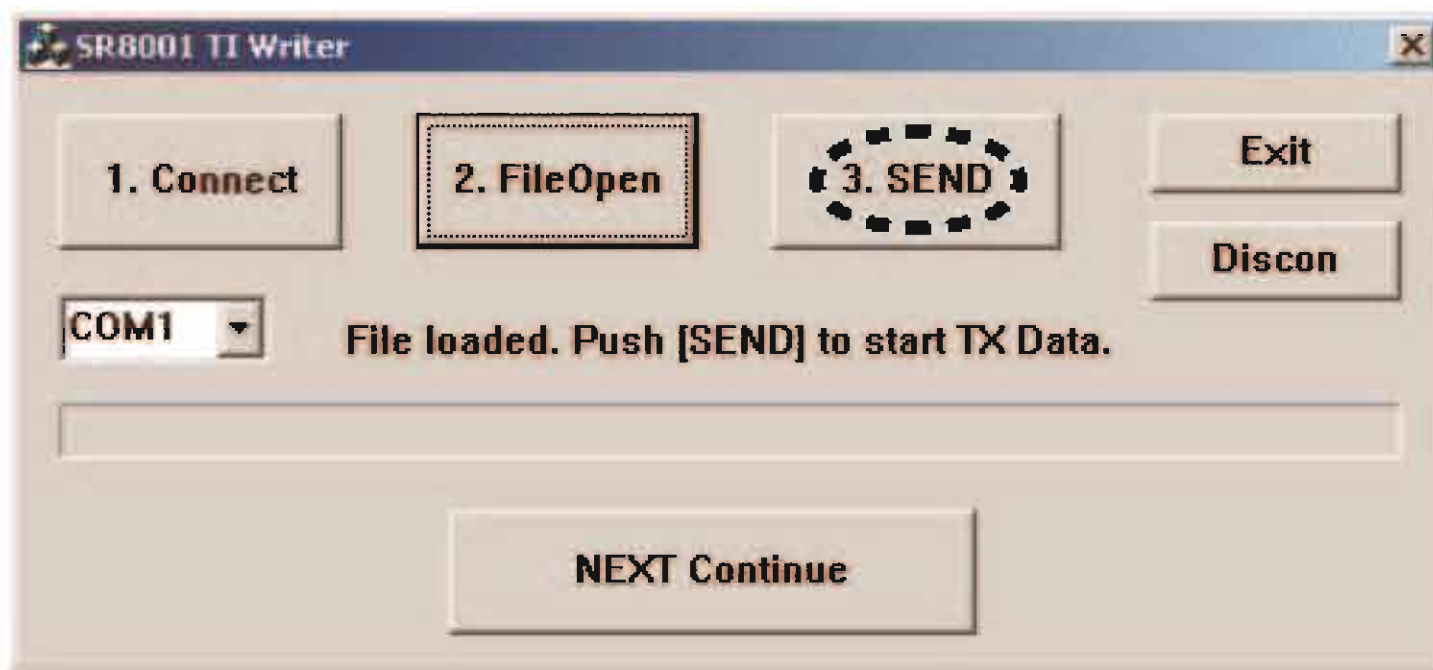 SR8001 TI Writer
1. Connect
2. FileOpen
3. SEND
Exit
Discon
COM1
File loaded. Push [SEND] to start TX Data.
NEXT Continue